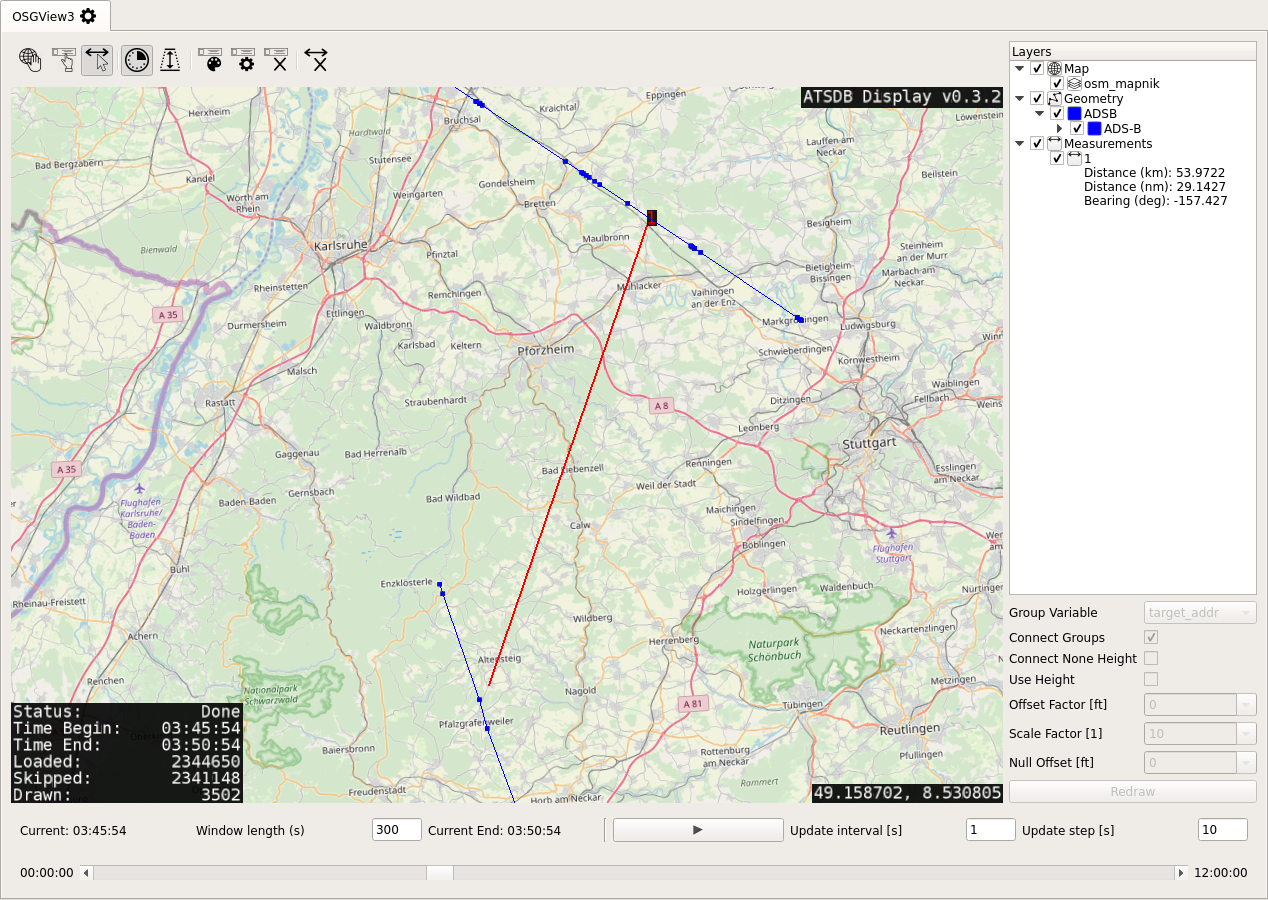 OSGView3
ATSDB Display v0.3.2
Herxheim
Kraichtal
Eppingen
Bruchsal
Löwenstein
Bad Bergzabern
Hardtwald
Stutensee
Lauffen am Neckar
Kandel
Gondelsheim
Beilstein
Weingarten
Wörth am Rhein
Bretten
Besigheim
Maulbronn
Karlsruhe
Bienwald
Pfinztal
Steinheim an der Murr
Bietigheim Bissingen
Marbach am Neckar
Rheinstetten
Remchingen
Mühlacker
Vaihingen an der Enz
A 35
Ettlingen
Durmersheim
Waldbronn
Markgröningen
Ludwigsburg
Karlsbad
Keltern
Pforzheim
Schwieberdingen
Kornwestheim
Malsch
Waiblingen
Rastatt
Straubenhardt
A 8
Ditzingen
Fellbach
Weins
Leonberg
Stuttgart
Gaggenau
Bad Herrenalb
A 35
Bad Liebenzell
Renningen
Esslingen am Neckar
Weil der Stadt
Gernsbach
Baden-Baden
Bad Wildbad
Flughafen Karlsruhe/ Baden-Baden
Maichingen
Sindelfingen
Calw
Böblingen
Flughafen Stuttgart
Bühl
Enzklösterle
Holzgerlingen
Waldenbuch
Nürtingen
Rheinau-Freistett
Wildberg
Neckartenzlingen
Achern
Herrenberg
Naturpark Schönbuch
Altensteig
Renchen
Nagold
Metzingen
Nationalpark Schwarzwald
A 81
Tübingen
Pfalzgrafenweiler
Reutlingen
Baiersbronn
Rottenburg am Neckar
Pfullingen
Rammert
Freudenstadt
Horb am Neckar
Status: Done
Time Begin: 03:45:54
Time End: 03:50:54
Loaded: 2344650
Skipped: 2341148
Drawn: 3502
49.158702, 8.530805
Layers
Map
osm_mapnik
Geometry
ADSB
ADS-B
Measurements
1
Distance (km): 53.9722
Distance (nm): 29.1427
Bearing (deg): -157.427
Group Variable target_addr
Connect Groups
Connect None Height
Use Height
Offset Factor [ft] 0
Scale Factor [1] 10
Null Offset [ft] 0
Redraw
Current: 03:45:54 Window length (s) 300 Current End: 03:50:54 Update interval [s] 1 Update step [s] 10
00:00:00 12:00:00